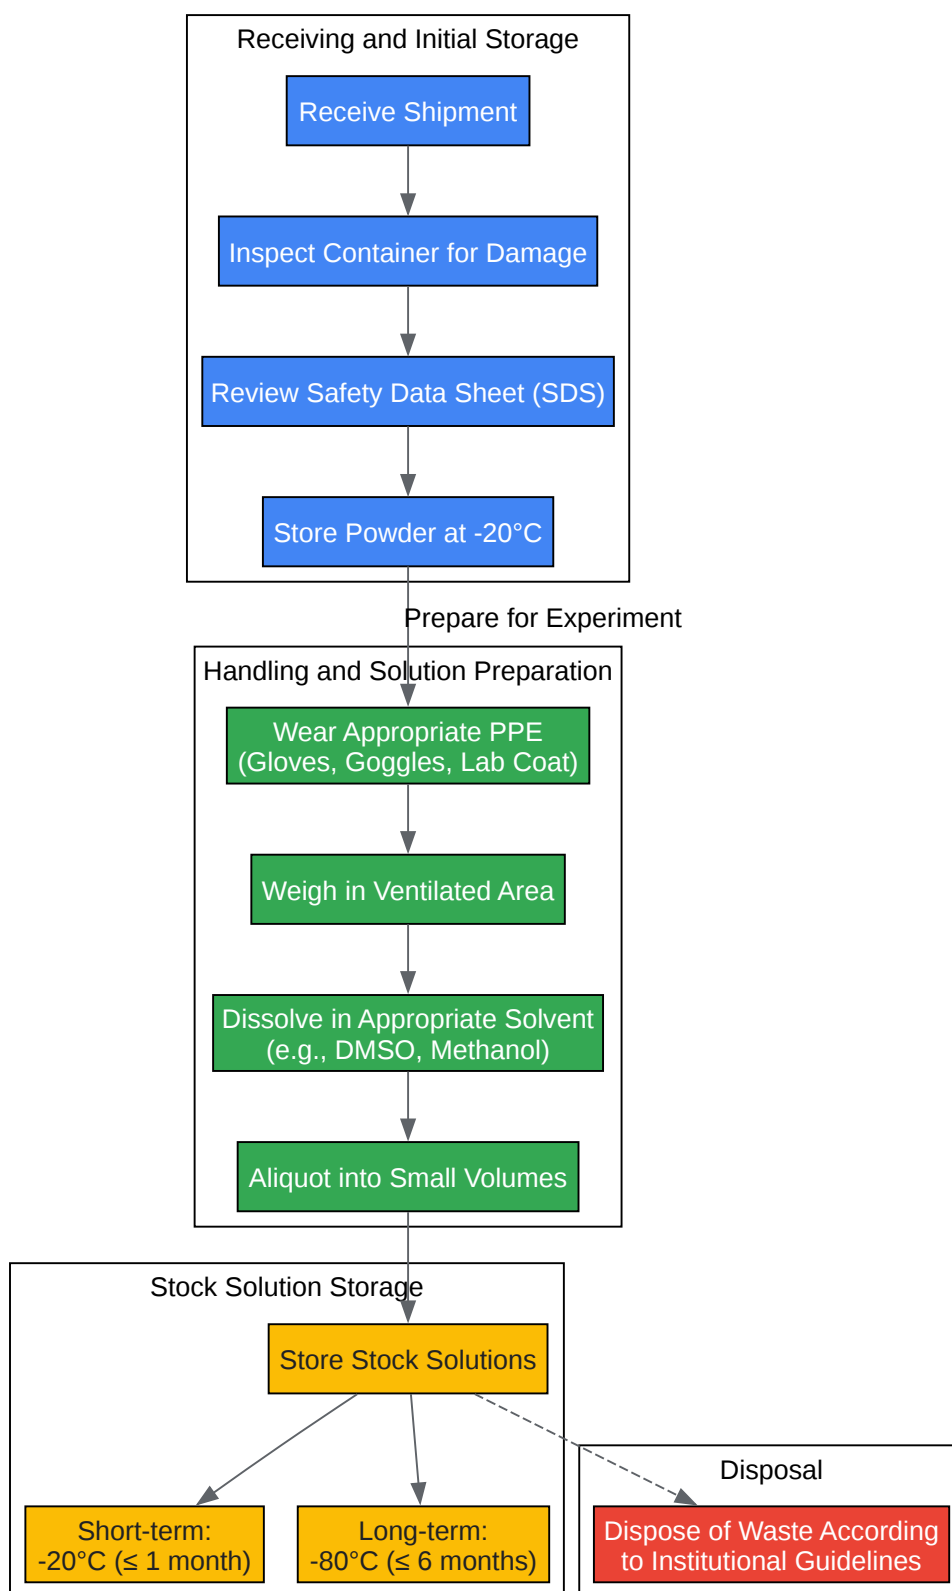 Receiving and Initial Storage
Receive Shipment
Inspect Container for Damage
Review Safety Data Sheet (SDS)
Store Powder at -20°C
Prepare for Experiment
Handling and Solution Preparation
Wear Appropriate PPE
(Gloves, Goggles, Lab Coat)
Weigh in Ventilated Area
Dissolve in Appropriate Solvent
(e.g., DMSO, Methanol)
Aliquot into Small Volumes
Stock Solution Storage
Store Stock Solutions
Short-term:
-20°C (≤ 1 month)
Long-term:
-80°C (≤ 6 months)
Disposal
Dispose of Waste According
to Institutional Guidelines